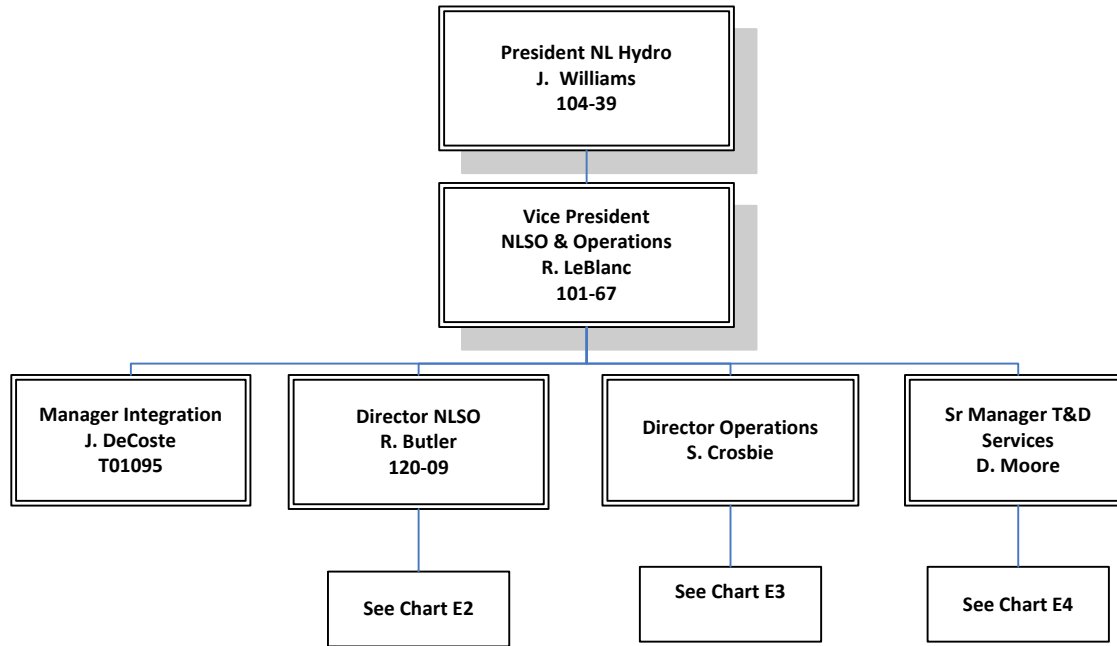 President NL Hydro
J. Williams
104-39
Vice President
NLSO & Operations
R. LeBlanc
101-67
Manager Integration
J. DeCoste
T01095
Director NLSO
R. Butler
120-09
Director Operations
S. Crosbie
Sr Manager T&D
Services
D. Moore
See Chart E2
See Chart E3
See Chart E4